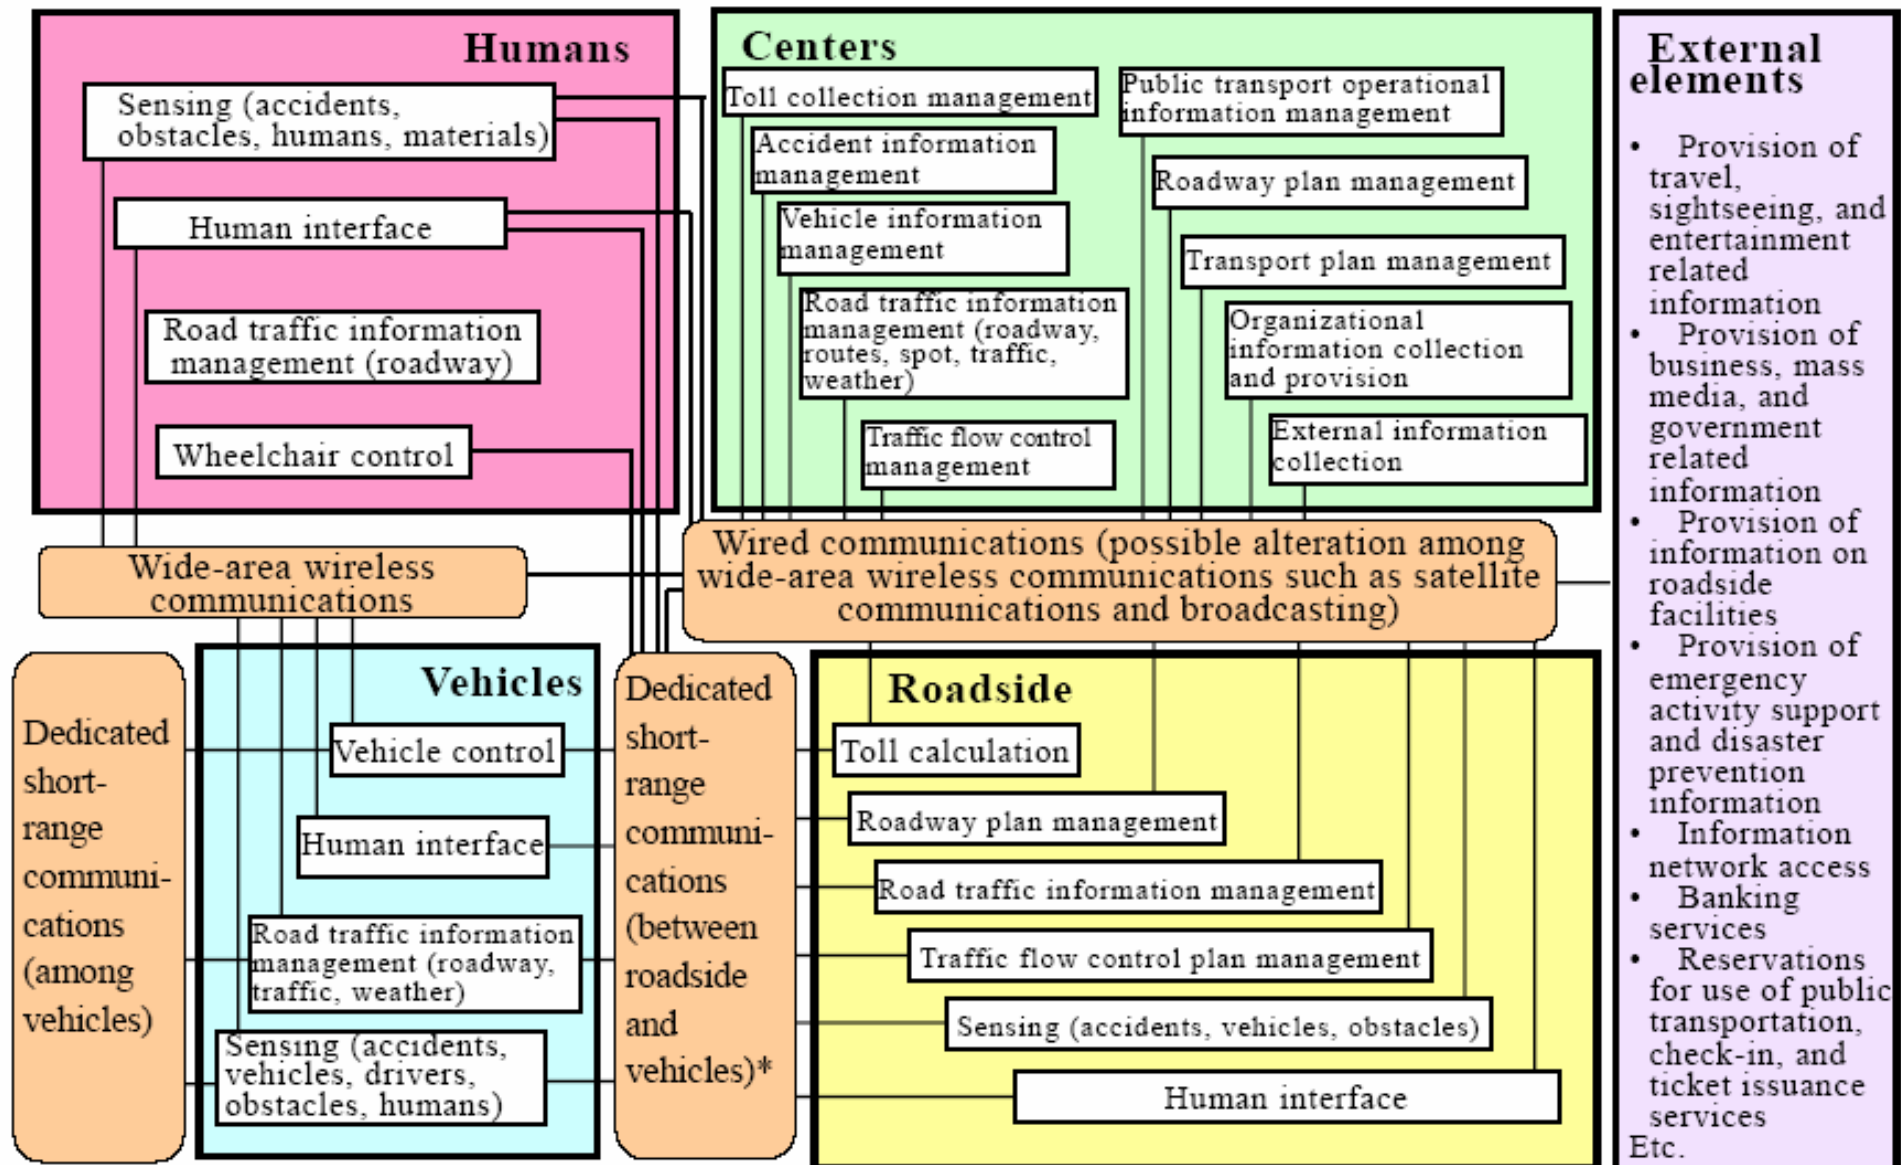 Humans
Sensing (accidents,
obstacles, humans, materials)
Human interface
Road traffic information
management (roadway)
Wheelchair control
Centers
Toll collection management
Accident information
management
Vehicle information
management
Road traffic information
management (roadway,
routes, spot, traffic,
weather)
Traffic flow control
management
Public transport operational
information management
Roadway plan management
Transport plan management
Organizational
information collection
and provision
External information
collection
Wide-area wireless
communications
Wired communications (possible alteration among
wide-area wireless communications such as satellite
communications and broadcasting)
Dedicated
short-
range
communi-
cations
(among
vehicles)
Vehicles
Vehicle control
Human interface
Road traffic information
management (roadway,
traffic, weather)
Sensing (accidents,
vehicles, drivers,
obstacles, humans)
Dedicated
short-
range
communi-
cations
(between
roadside
and
vehicles)*
Roadside
Toll calculation
Roadway plan management
Road traffic information management
Traffic flow control plan management
Sensing (accidents, vehicles, obstacles)
Human interface
External
elements
• Provision of
travel,
sightseeing, and
entertainment
related
information
• Provision of
business, mass
media, and
government
related
information
• Provision of
information on
roadside
facilities
• Provision of
emergency
activity support
and disaster
prevention
information
• Information
network access
• Banking
services
• Reservations
for use of public
transportation,
check-in, and
ticket issuance
services
Etc.